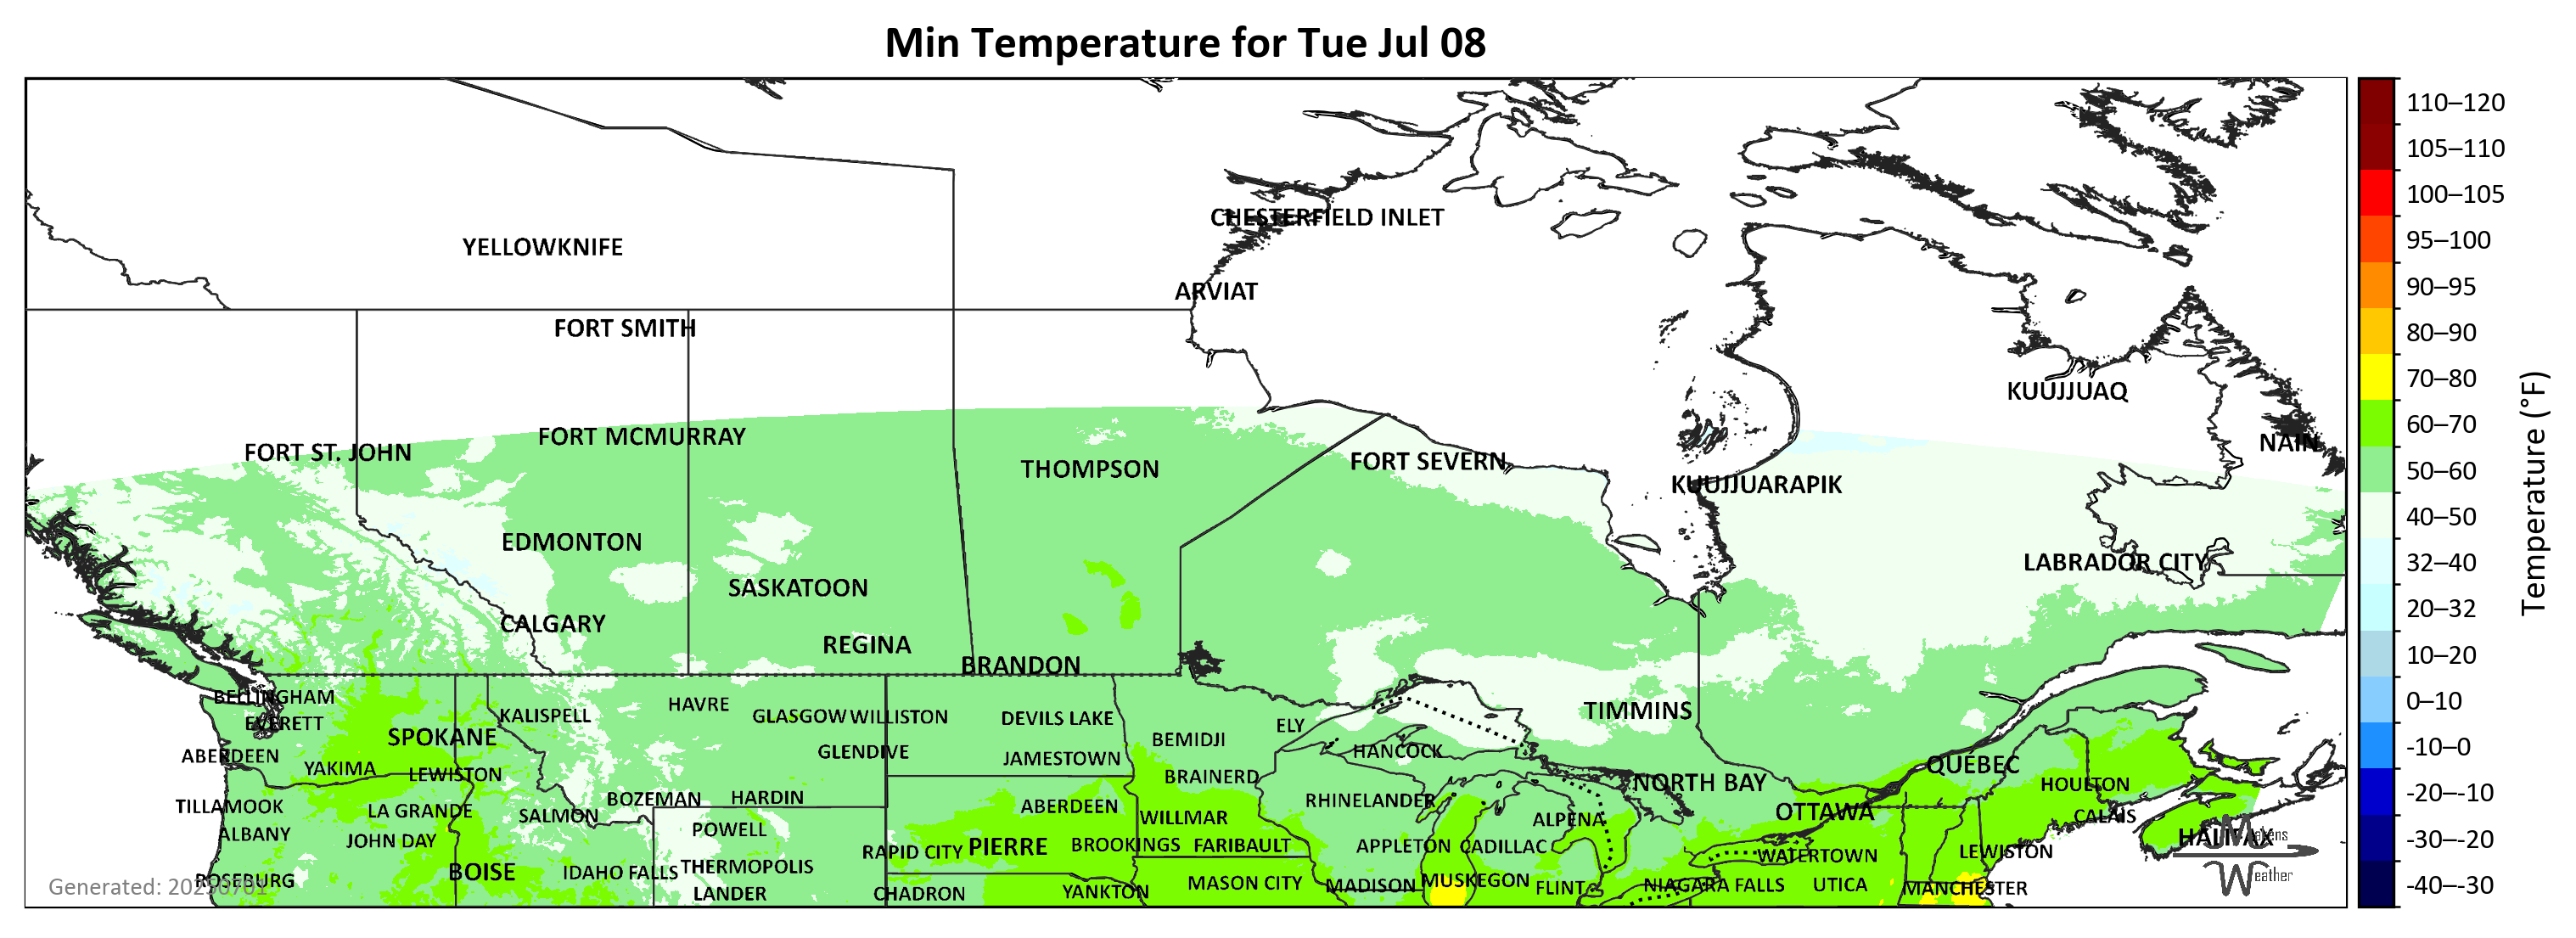 Min Temperature for Tue Jul 08
CHESTERFIELD INLET
YELLOWKNIFE
ARVIAT
FORT SMITH
KUUJJUAQ
FORT MCMURRAY
NAIN
FORT ST. JOHN
FORT SEVERN
THOMPSON
KUUJJUARAPIK
EDMONTON
LABRADOR CITY
SASKATOON
CALGARY
REGINA
BRANDON
BELLINGHAM
HAVRE
TIMMINS
KALISPELL
GLASGOW
WILLISTON
DEVILS LAKE
EVERETT
ELY
SPOKANE
BEMIDJI
GLENDIVE
HANCOCK
ABERDEEN
JAMESTOWN
QUÉBEC
YAKIMA
LEWISTON
BRAINERD
NORTH BAY
HOULTON
BOZEMAN
HARDIN
RHINELANDER
TILLAMOOK
LA GRANDE
ABERDEEN
SALMON
WILLMAR
OTTAWA
CALAIS
ALPENA
ALBANY
POWELL
HALIFAX
JOHN DAY
RAPID CITY
PIERRE
BROOKINGS
FARIBAULT
APPLETON
CADILLAC
WATERTOWN
LEWISTON
BOISE
IDAHO FALLS
THERMOPOLIS
ROSEBURG
MASON CITY
MADISON
MUSKEGON
FLINT
NIAGARA FALLS
UTICA
MANCHESTER
LANDER
CHADRON
YANKTON
Weather
110–120
105–110
100–105
95–100
90–95
80–90
70–80
60–70
50–60
40–50
32–40
20–32
10–20
0–10
-10–0
-20–-10
-30–-20
-40–-30
Temperature (°F)